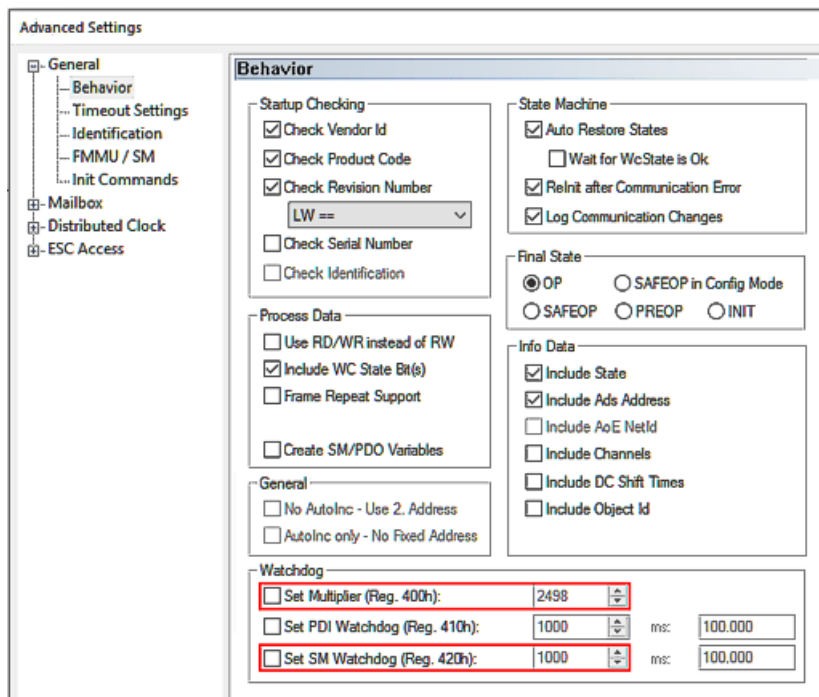 Advanced Settings
General
Behavior
Timeout Settings
Identification
FMMU / SM
Init Commands
Mailbox
Distributed Clock
ESC Access
Behavior
Startup Checking
Check Vendor Id
Check Product Code
Check Revision Number
LW ==
Check Serial Number
Check Identification
Process Data
Use RD/WR instead of RW
Include WC State Bit(s)
Frame Repeat Support
Create SM/PDO Variables
General
No AutoInc - Use 2. Address
AutoInc only - No Fixed Address
State Machine
Auto Restore States
Wait for WcState is Ok
ReInit after Communication Error
Log Communication Changes
Final State
OP SAFEOP in Config Mode
SAFEOP PREOP INIT
Info Data
Include State
Include Ads Address
Include AoE NetId
Include Channels
Include DC Shift Times
Include Object Id
Watchdog
Set Multiplier (Reg. 400h): 2498
Set PDI Watchdog (Reg. 410h): 1000 ms: 100.000
Set SM Watchdog (Reg. 420h): 1000 ms: 100.000